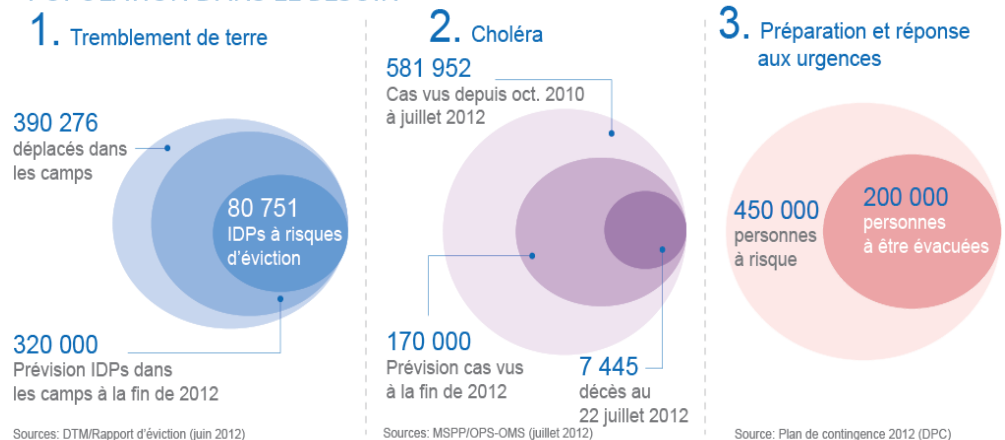 1. Tremblement de terre
390 276
déplacés dans
les camps
80 751
IDPs à risques
d'éviction
320 000
Prévision IDPs dans
les camps à la fin de 2012
Sources: DTM/Rapport d'éviction (juin 2012)
2. Choléra
581 952
Cas vus depuis oct. 2010
à juillet 2012
170 000
Prévision cas vus
à la fin de 2012
7 445
décès au
22 juillet 2012
Sources: MSPP/OPS-OMS (juillet 2012)
3. Préparation et réponse
aux urgences
450 000
personnes
à risque
200 000
personnes
à être évacuées
Source: Plan de contingence 2012 (DPC)